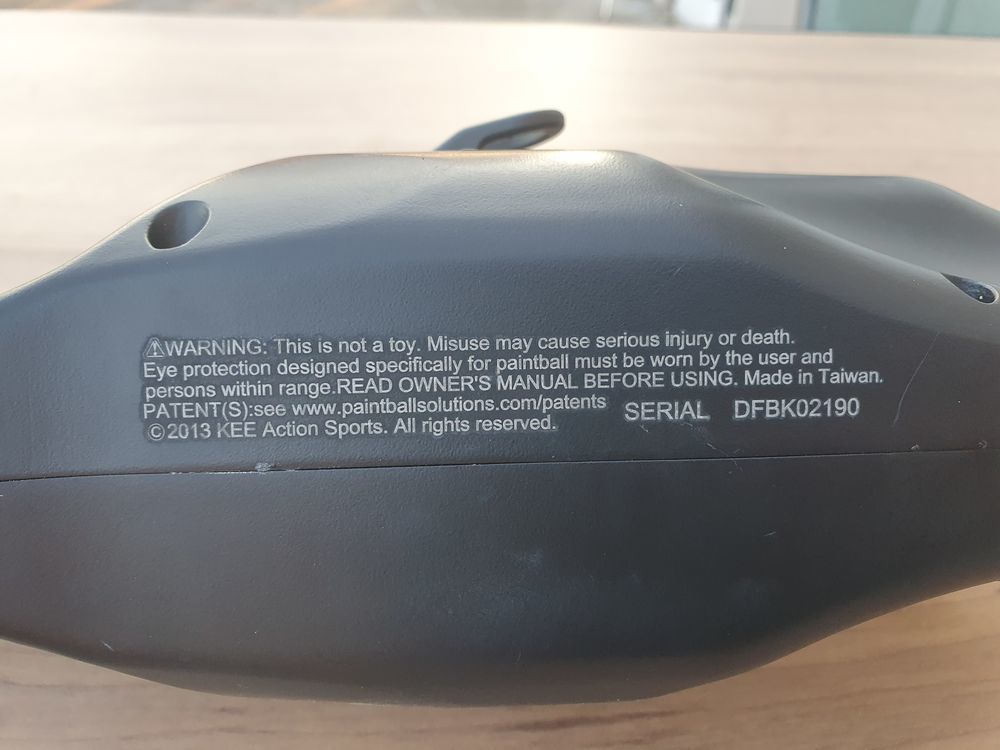 ⚠WARNING: This is not a toy. Misuse may cause serious injury or death.
Eye protection designed specifically for paintball must be worn by the user and
persons within range.READ OWNER'S MANUAL BEFORE USING. Made in Taiwan.
PATENT(S):see www.paintballsolutions.com/patents
©2013 KEE Action Sports. All rights reserved.
SERIAL DFBK02190